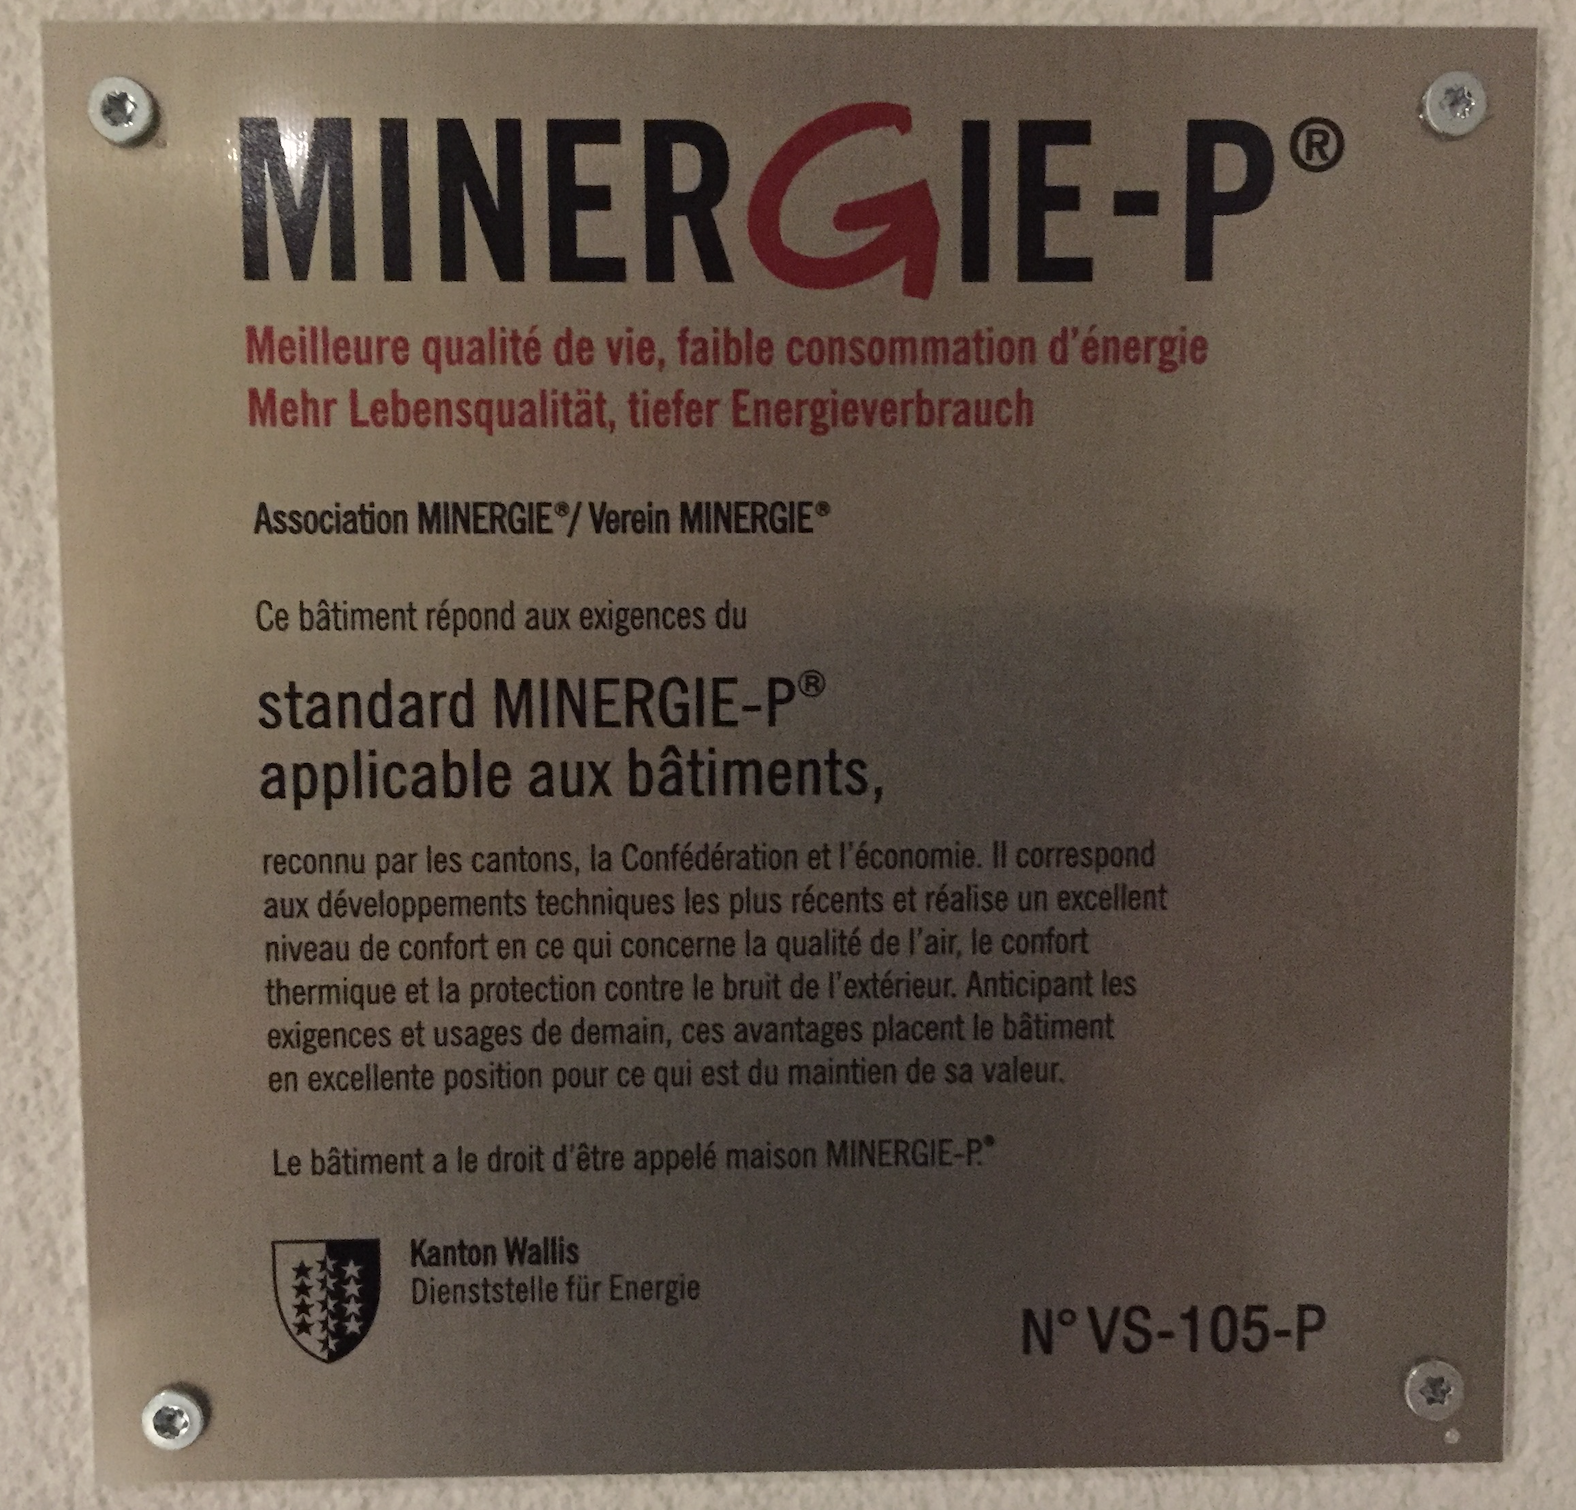 MINERGIE-P®
Meilleure qualité de vie, faible consommation d'énergie
Mehr Lebensqualität, tiefer Energieverbrauch
Association MINERGIE®/ Verein MINERGIE®
Ce bâtiment répond aux exigences du
standard MINERGIE-P®
applicable aux bâtiments,
reconnu par les cantons, la Confédération et l'économie. Il correspond
aux développements techniques les plus récents et réalise un excellent
niveau de confort en ce qui concerne la qualité de l'air, le confort
thermique et la protection contre le bruit de l'extérieur. Anticipant les
exigences et usages de demain, ces avantages placent le bâtiment
en excellente position pour ce qui est du maintien de sa valeur.
Le bâtiment a le droit d'être appelé maison MINERGIE-P.®
Kanton Wallis
Dienststelle für Energie
N° VS-105-P